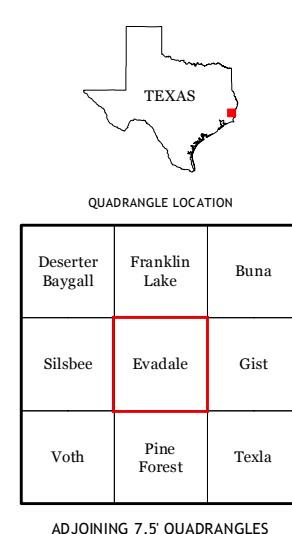 TEXAS
QUADRANGLE LOCATION
Deserter
Baygall
Franklin
Lake
Buna
Silsbee
Evadale
Gist
Voth
Pine
Forest
Texla
ADJOINING 7.5' QUADRANGLES